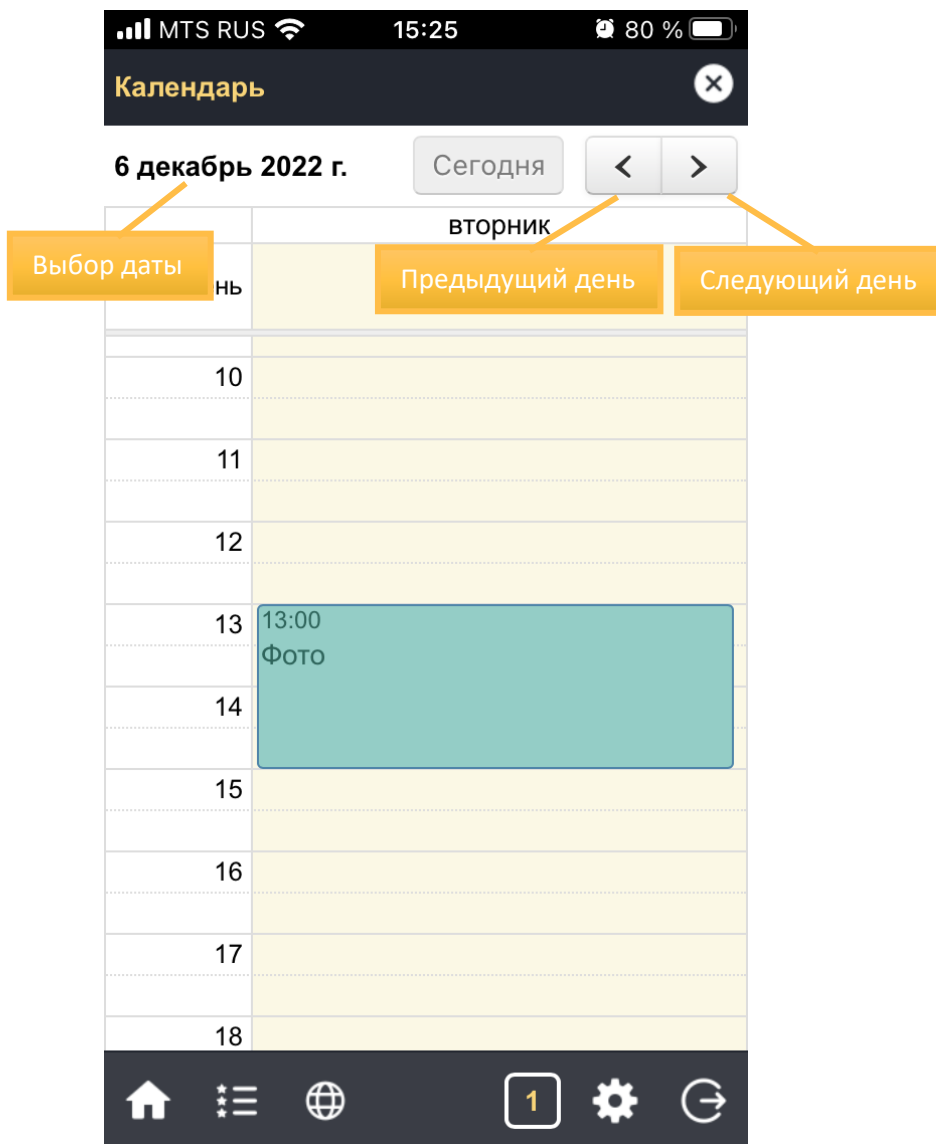 MTS RUS 15:25 80 %
Календарь
6 декабрь 2022 г. Сегодня
вторник
Выбор даты
нь
Предыдущий день
Следующий день
10
11
12
13
13:00
Фото
14
15
16
17
18
1